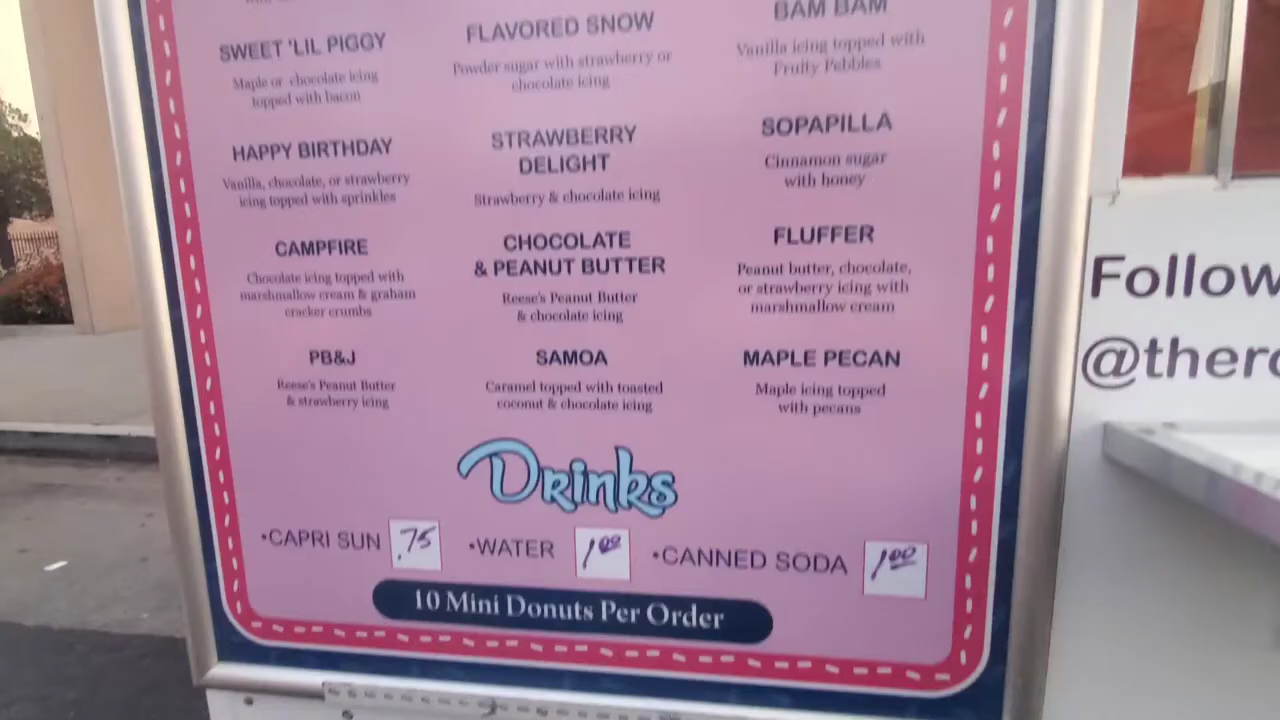 SWEET 'LIL PIGGY
Maple or chocolate icing
topped with bacon
HAPPY BIRTHDAY
Vanilla, chocolate, or strawberry
icing topped with sprinkles
CAMPFIRE
Chocolate icing topped with
marshmallow cream & graham
cracker crumbs
PB&J
Reese's Peanut Butter
& strawberry icing
FLAVORED SNOW
Powder sugar with strawberry or
chocolate icing
STRAWBERRY
DELIGHT
Strawberry & chocolate icing
CHOCOLATE
& PEANUT BUTTER
Reese's Peanut Butter
& chocolate icing
SAMOA
Caramel topped with toasted
coconut & chocolate icing
BAM BAM
Vanilla icing topped with
Fruity Pebbles
SOPAPILLA
Cinnamon sugar
with honey
FLUFFER
Peanut butter, chocolate,
or strawberry icing with
marshmallow cream
MAPLE PECAN
Maple icing topped
with pecans
Drinks
•CAPRI SUN .75 •WATER 1.00 •CANNED SODA 1.00
10 Mini Donuts Per Order
Follow